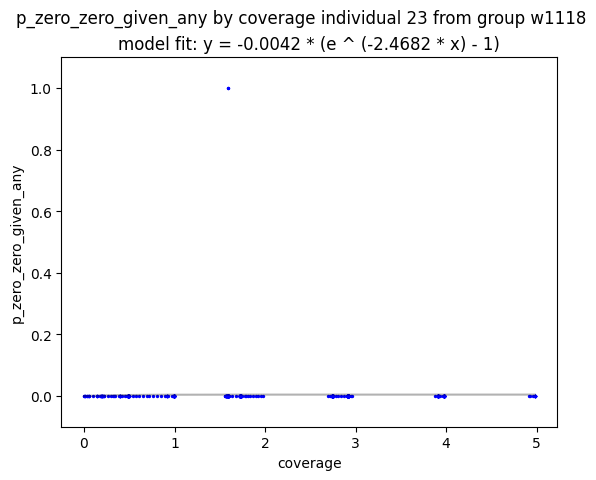 p_zero_zero_given_any by coverage individual 23 from group w1118
model fit: y = -0.0042 * (e ^ (-2.4682 * x) - 1)
1.0
0.8
0.6
0.4
0.2
0.0
p_zero_zero_given_any
0 1 2 3 4 5
coverage